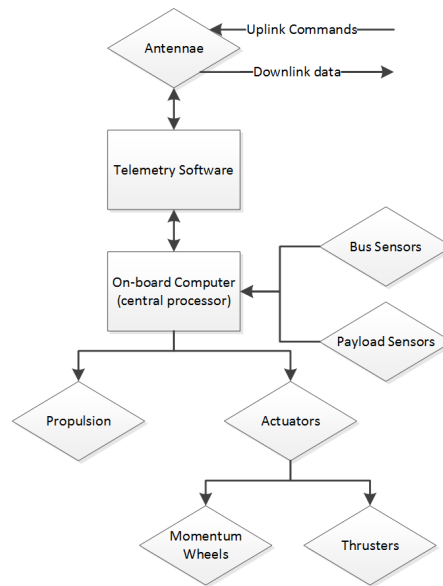 Uplink Commands
Antennae
Downlink data
Telemetry Software
Bus Sensors
On-board Computer
(central processor)
Payload Sensors
Propulsion
Actuators
Momentum
Wheels
Thrusters